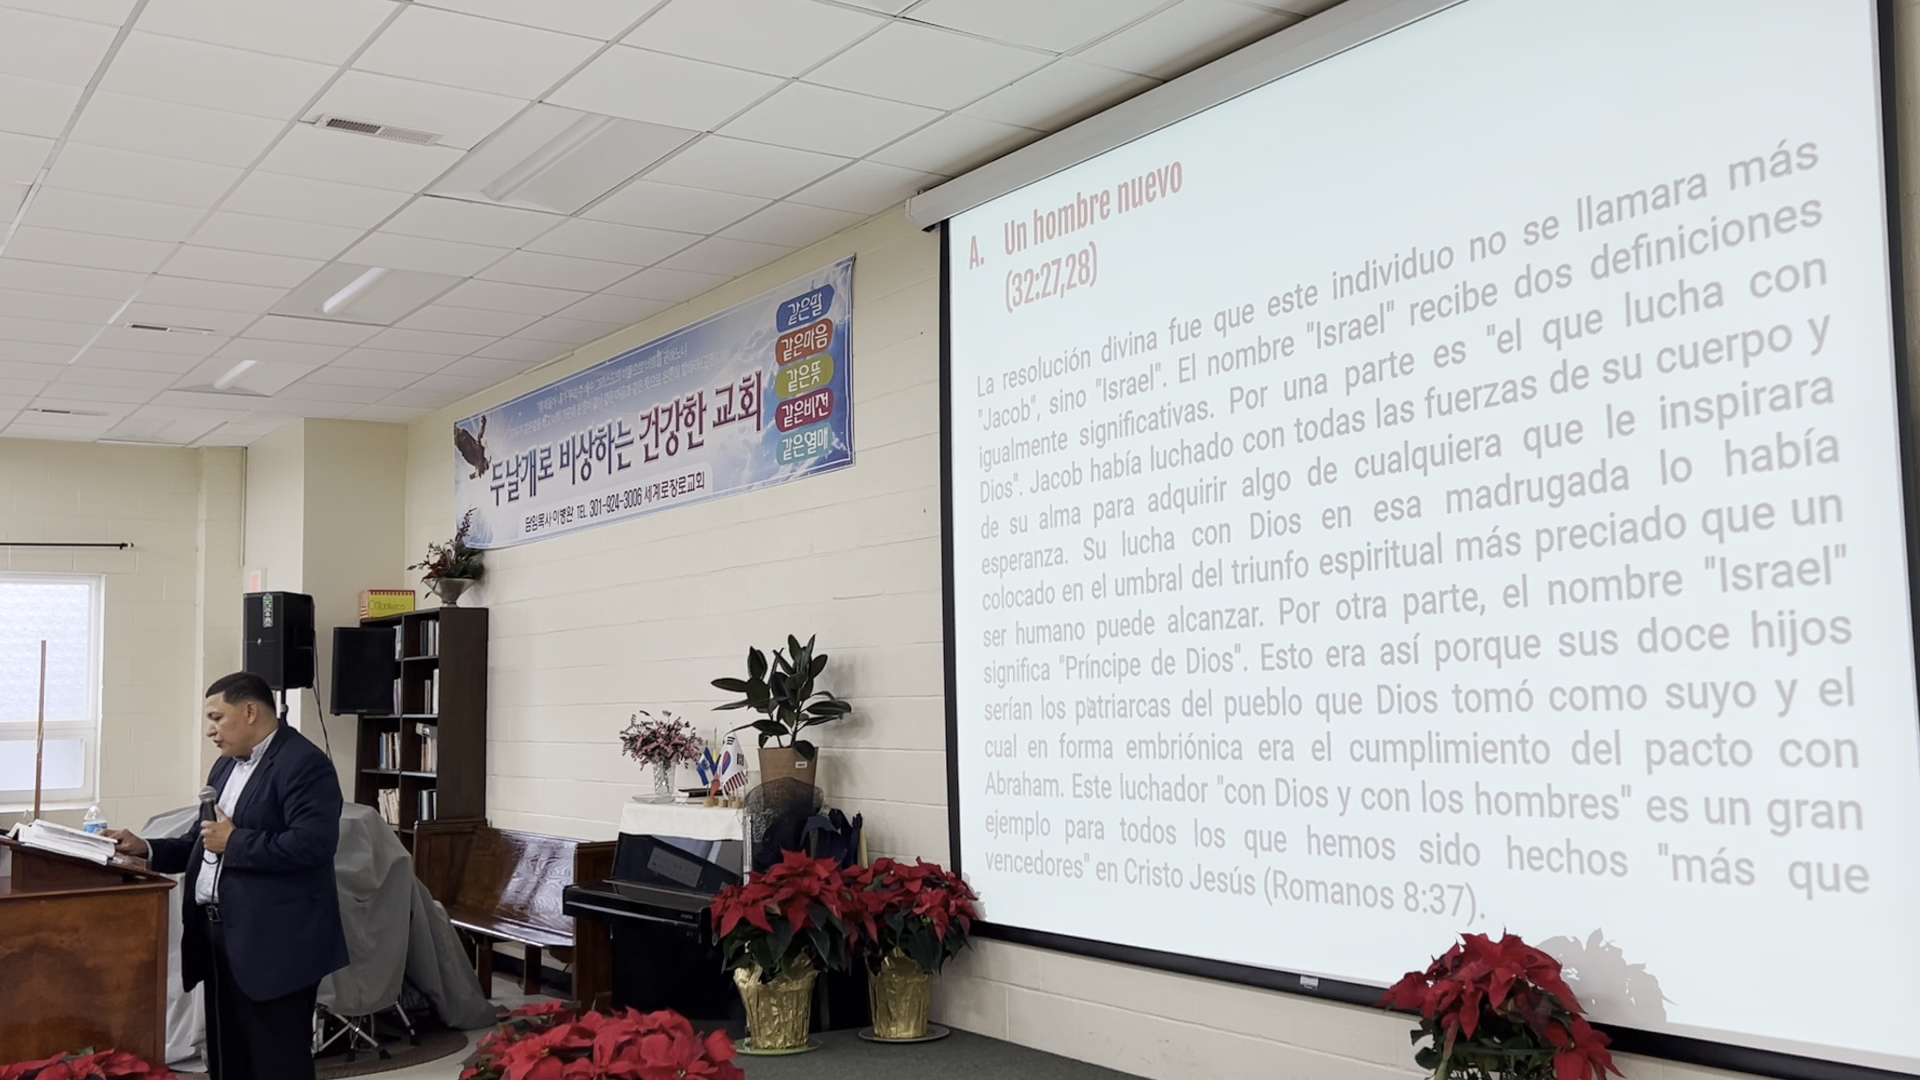 A. Un hombre nuevo
(32:27,28)
La resolución divina fue que este individuo no se llamara más
"Jacob", sino "Israel". El nombre "Israel" recibe dos definiciones
igualmente significativas. Por una parte es "el que lucha con
Dios". Jacob había luchado con todas las fuerzas de su cuerpo y
de su alma para adquirir algo de cualquiera que le inspirara
esperanza. Su lucha con Dios en esa madrugada lo había
colocado en el umbral del triunfo espiritual más preciado que un
ser humano puede alcanzar. Por otra parte, el nombre "Israel"
significa "Príncipe de Dios". Esto era así porque sus doce hijos
serían los patriarcas del pueblo que Dios tomó como suyo y el
cual en forma embriónica era el cumplimiento del pacto con
Abraham. Este luchador "con Dios y con los hombres" es un gran
ejemplo para todos los que hemos sido hechos "más que
vencedores" en Cristo Jesús (Romanos 8:37).
두날개로 비상하는 건강한 교회
담임목사 이병완 TEL 301-924-3006 세계로장로교회
같은말
같은마음
같은뜻
같은비전
같은열매